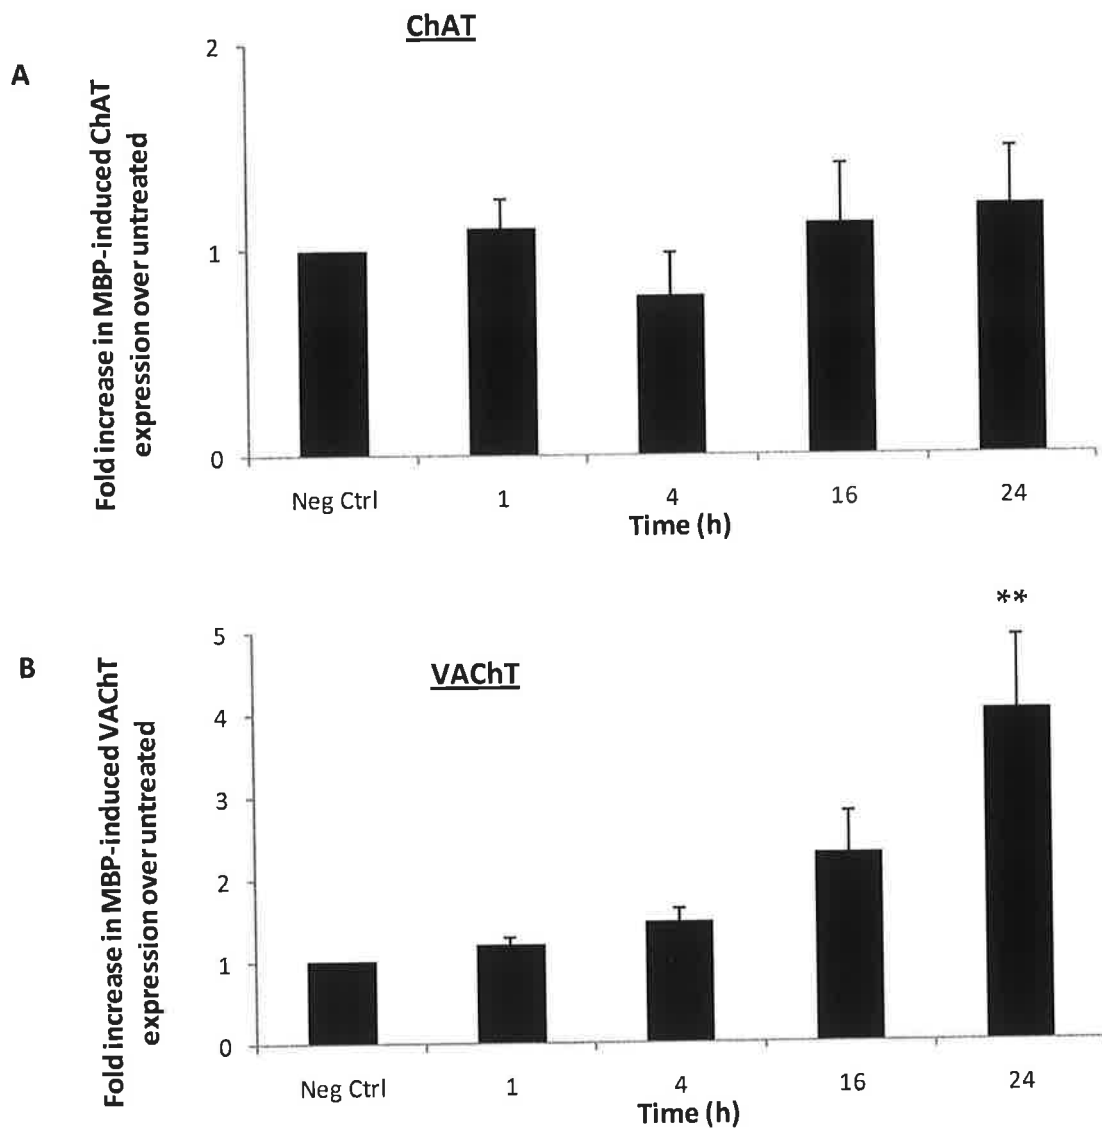 ChAT
A
Fold increase in MBP-induced ChAT
expression over untreated
2
1
0
Neg Ctrl 1 4 16 24
Time (h)
**
B
VAChT
Fold increase in MBP-induced VAChT
expression over untreated
5
4
3
2
1
0
Neg Ctrl 1 4 16 24
Time (h)